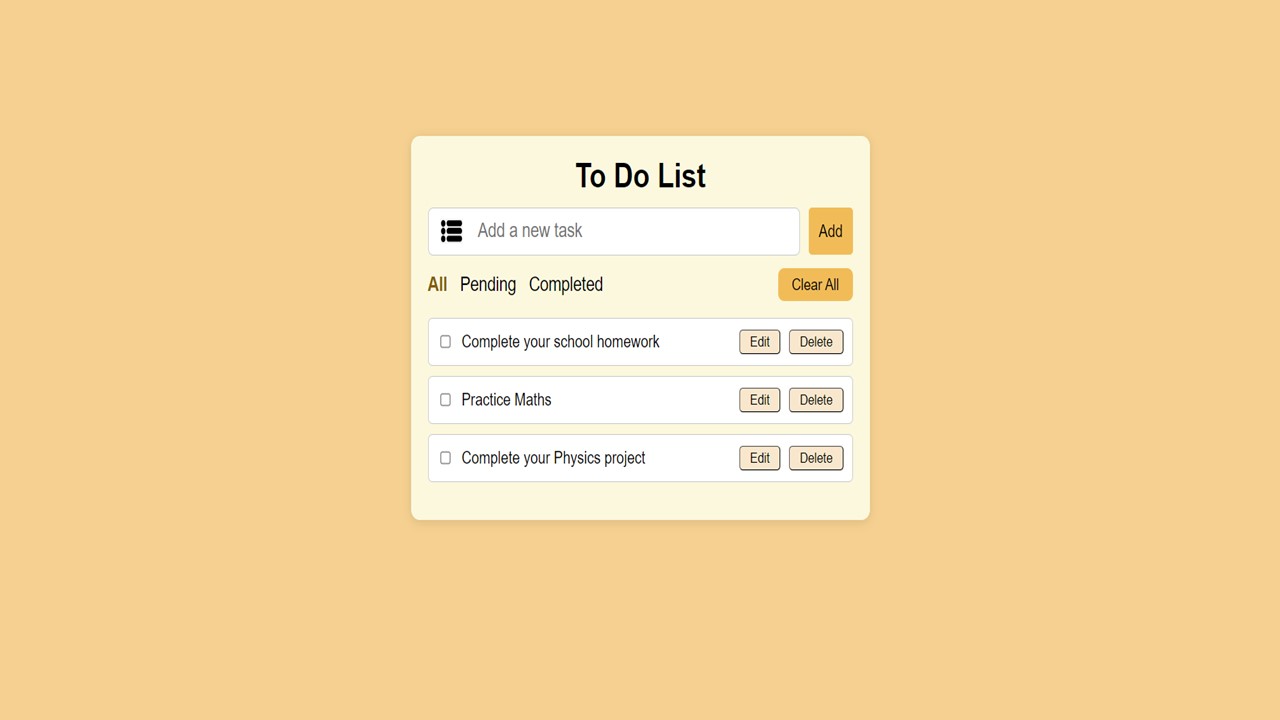 To Do List
Add a new task Add
All Pending Completed Clear All
Complete your school homework Edit Delete
Practice Maths Edit Delete
Complete your Physics project Edit Delete